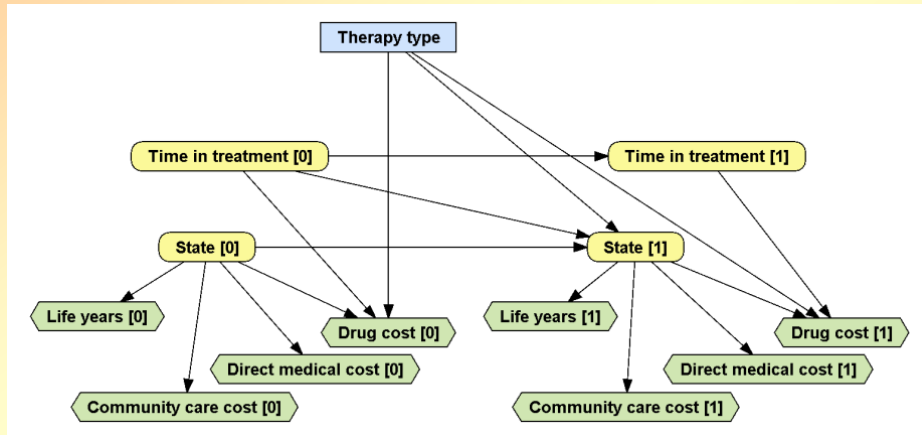 Therapy type
Time in treatment [0]
Time in treatment [1]
State [0]
State [1]
Life years [0]
Drug cost [0]
Life years [1]
Drug cost [1]
Direct medical cost [0]
Direct medical cost [1]
Community care cost [0]
Community care cost [1]